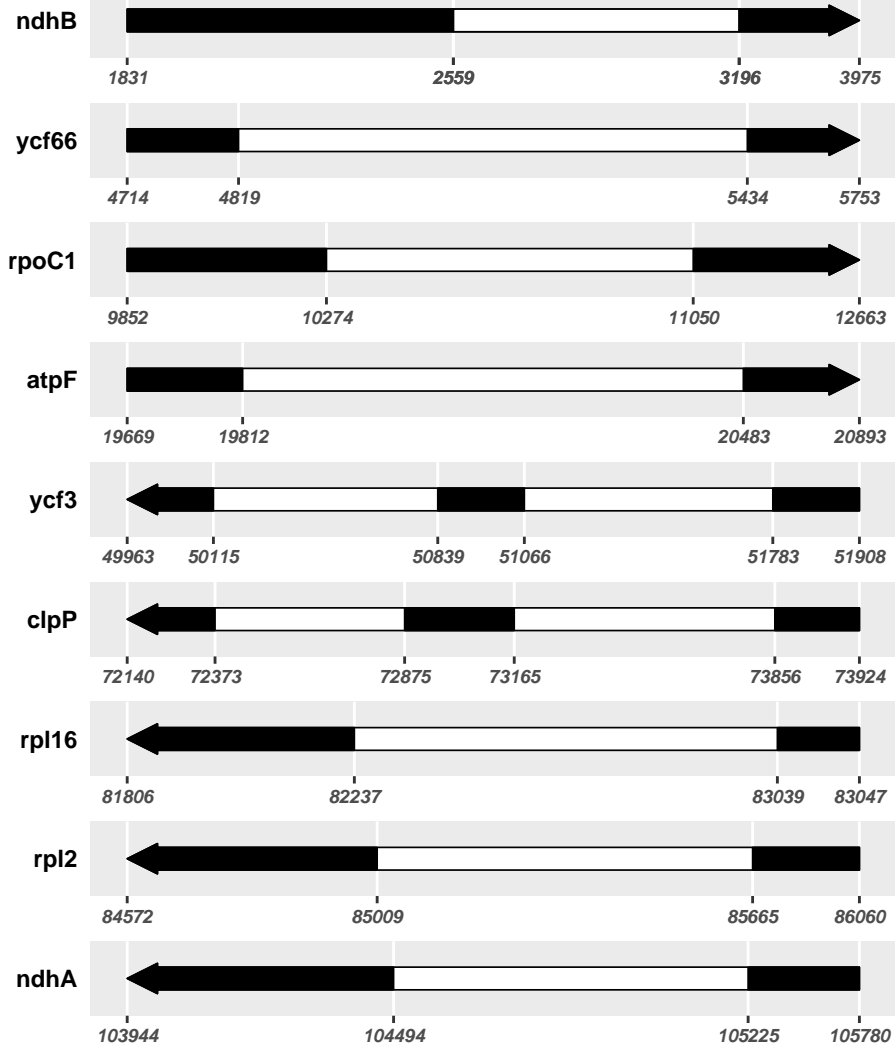 ndhB
1831 2559 3196 3975
ycf66
4714 4819 5434 5753
rpoC1
9852 10274 11050 12663
atpF
19669 19812 20483 20893
ycf3
49963 50115 50839 51066 51783 51908
clpP
72140 72373 72875 73165 73856 73924
rpl16
81806 82237 83039 83047
rpl2
84572 85009 85665 86060
ndhA
103944 104494 105225 105780